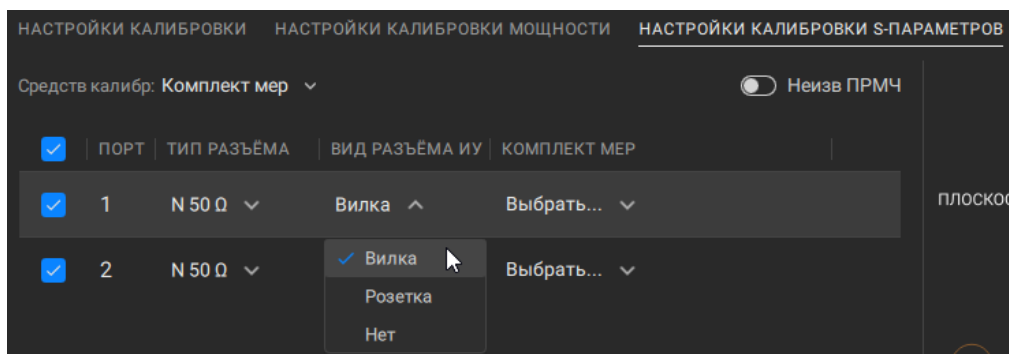 НАСТРОЙКИ КАЛИБРОВКИ НАСТРОЙКИ КАЛИБРОВКИ МОЩНОСТИ НАСТРОЙКИ КАЛИБРОВКИ S-ПАРАМЕТРОВ
Средств калибр: Комплект мер Неизв ПРМЧ
ПОРТ ТИП РАЗЪЁМА ВИД РАЗЪЁМА ИУ КОМПЛЕКТ МЕР
1 N 50 Ω Вилка Выбрать... плоскос
2 N 50 Ω Вилка Выбрать...
Розетка
Нет